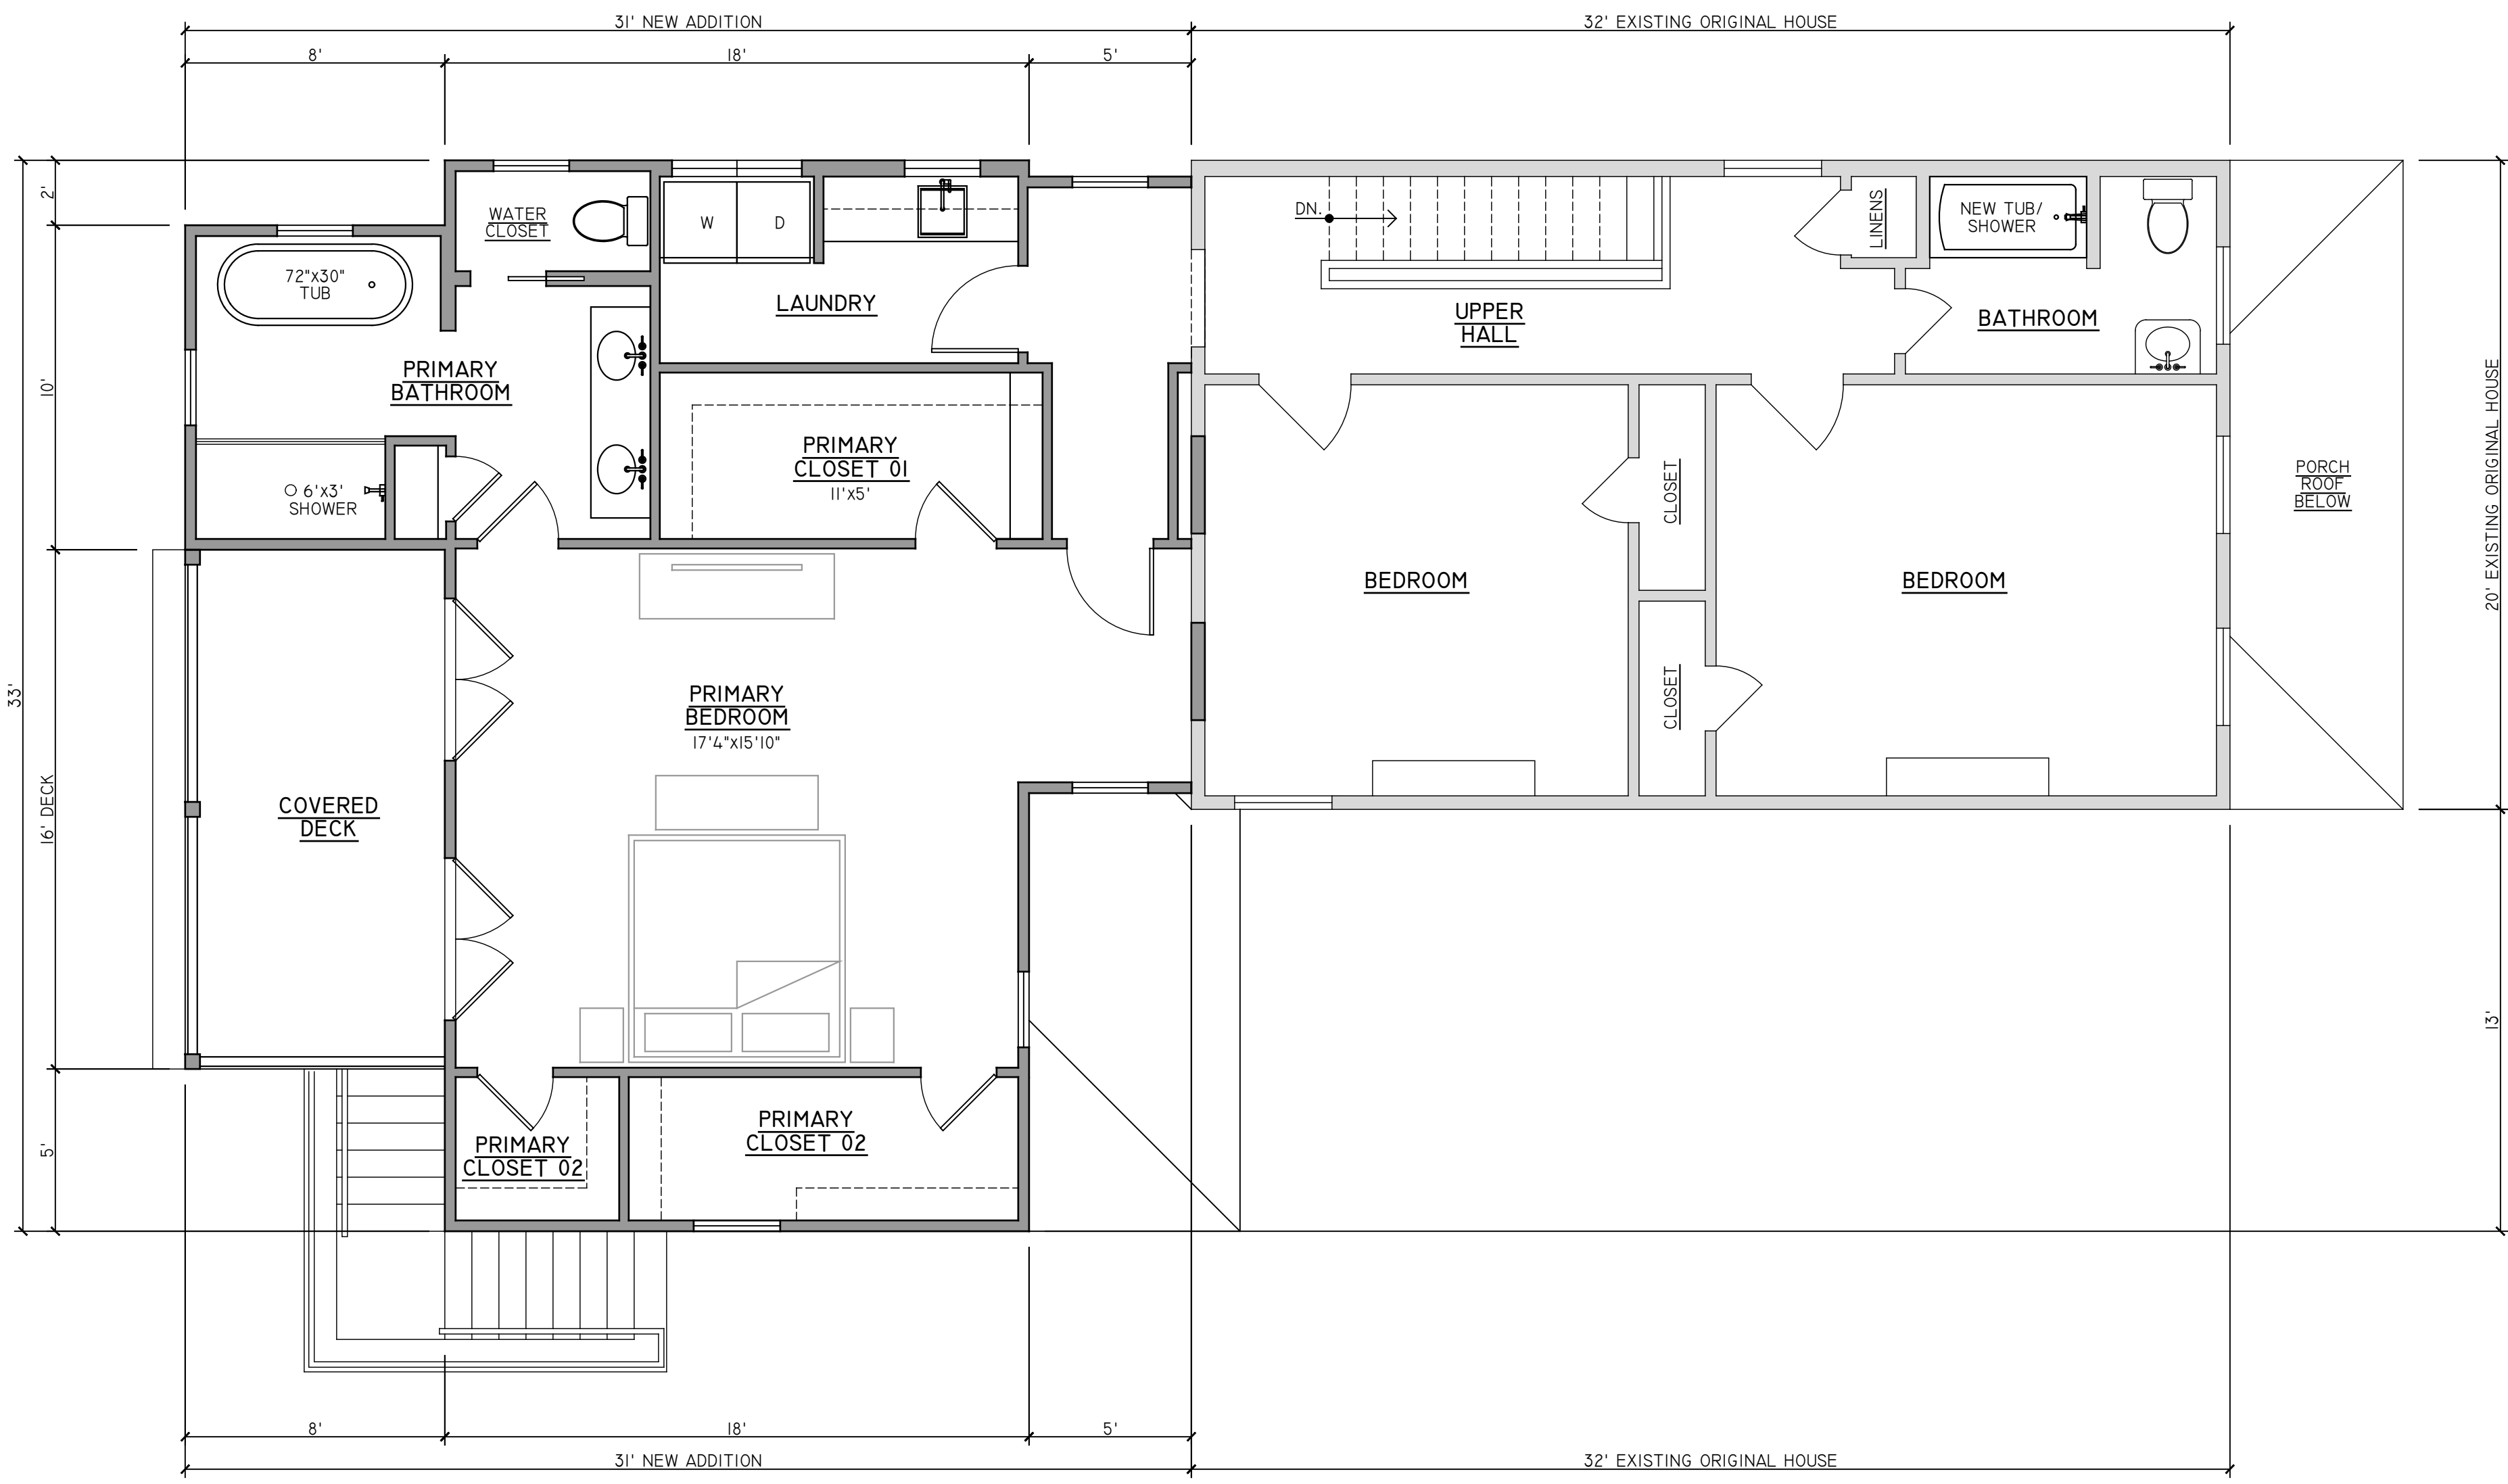 31' NEW ADDITION
32' EXISTING ORIGINAL HOUSE
8'
18'
5'
2'
10'
33'
16' DECK
5'
WATER
CLOSET
W
D
72"x30"
TUB
LAUNDRY
PRIMARY
BATHROOM
PRIMARY
CLOSET 01
11'x5'
6'x3'
SHOWER
DN.
UPPER
HALL
LINENS
NEW TUB/
SHOWER
BATHROOM
CLOSET
BEDROOM
BEDROOM
CLOSET
PORCH
ROOF
BELOW
20' EXISTING ORIGINAL HOUSE
13'
PRIMARY
BEDROOM
17'4"x15'10"
COVERED
DECK
PRIMARY
CLOSET 02
PRIMARY
CLOSET 02
8'
18'
5'
31' NEW ADDITION
32' EXISTING ORIGINAL HOUSE